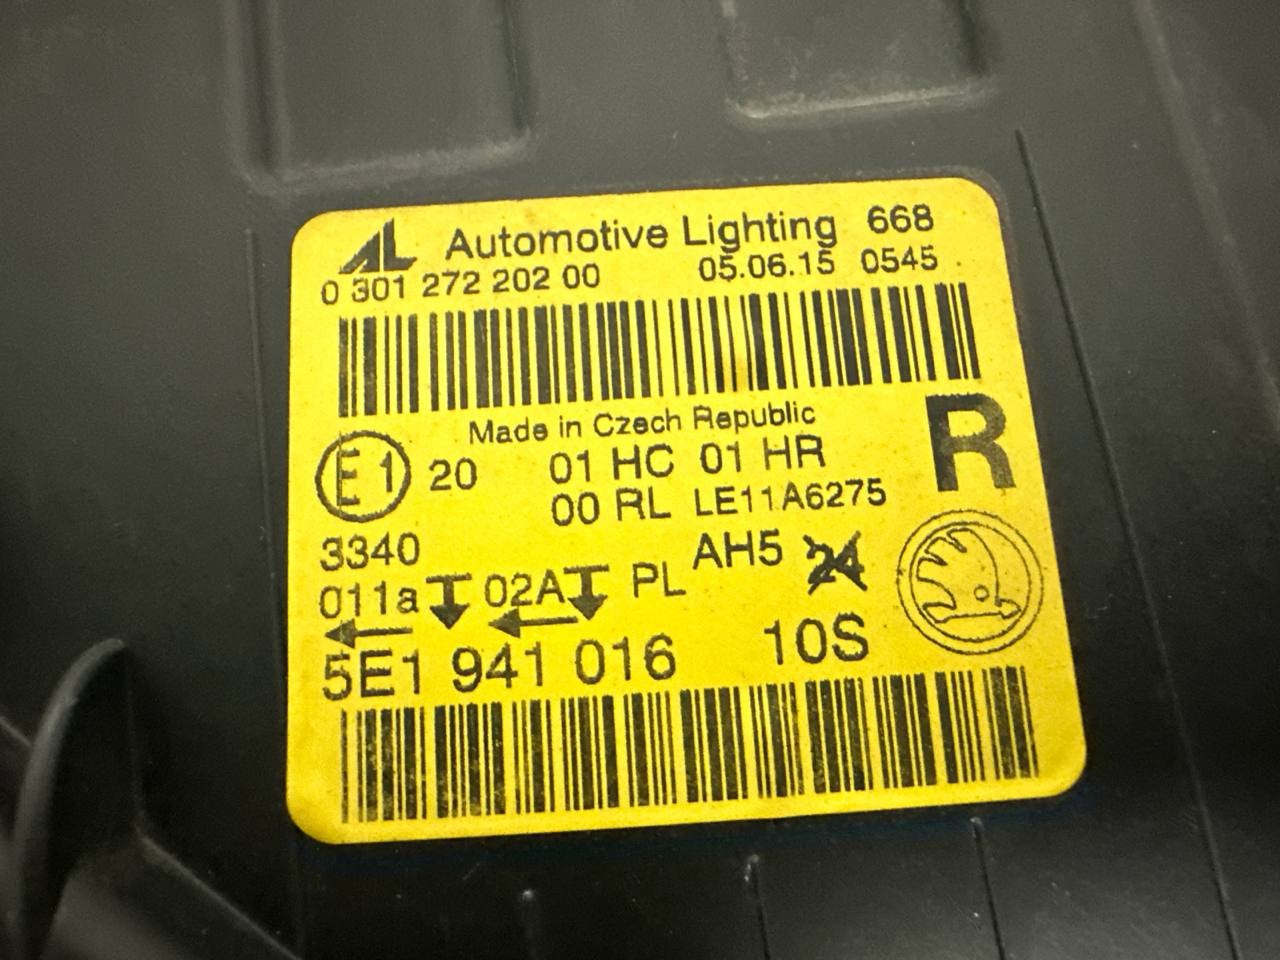 AL Automotive Lighting 668
0 301 272 202 00 05.06.15 0545
Made in Czech Republic
E1 20 01 HC 01 HR R
00 RL LE11A6275
3340 AH5 24
011a 02A PL
5E1 941 016 10S